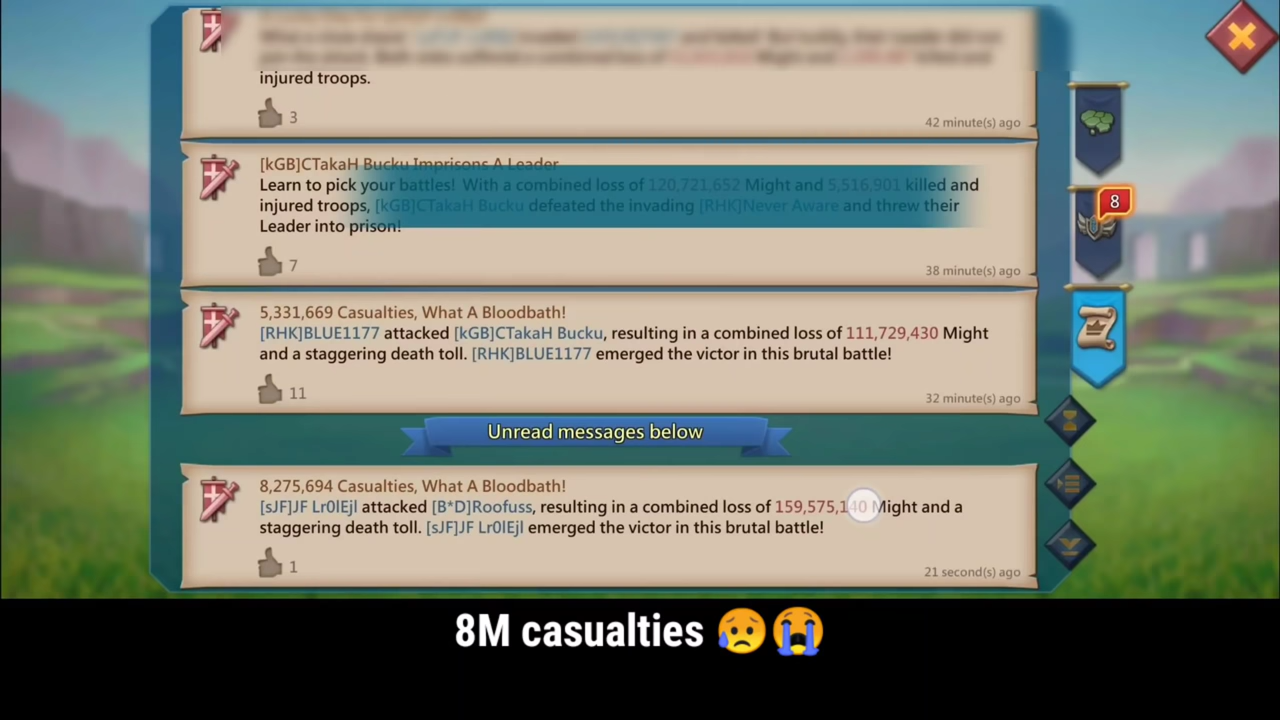 injured troops.
3
42 minute(s) ago
[kGB]CTakaH Bucku Imprisons A Leader
Learn to pick your battles! With a combined loss of 120,721,652 Might and 5,516,901 killed and
injured troops, [kGB]CTakaH Bucku defeated the invading [RHK]Never Aware and threw their
Leader into prison!
7
38 minute(s) ago
8
5,331,669 Casualties, What A Bloodbath!
[RHK]BLUE1177 attacked [kGB]CTakaH Bucku, resulting in a combined loss of 111,729,430 Might
and a staggering death toll. [RHK]BLUE1177 emerged the victor in this brutal battle!
11
32 minute(s) ago
Unread messages below
8,275,694 Casualties, What A Bloodbath!
[sJF]JF Lr0lEjl attacked [B*D]Roofuss, resulting in a combined loss of 159,575,140 Might and a
staggering death toll. [sJF]JF Lr0lEjl emerged the victor in this brutal battle!
1
21 second(s) ago
8M casualties 😥😭